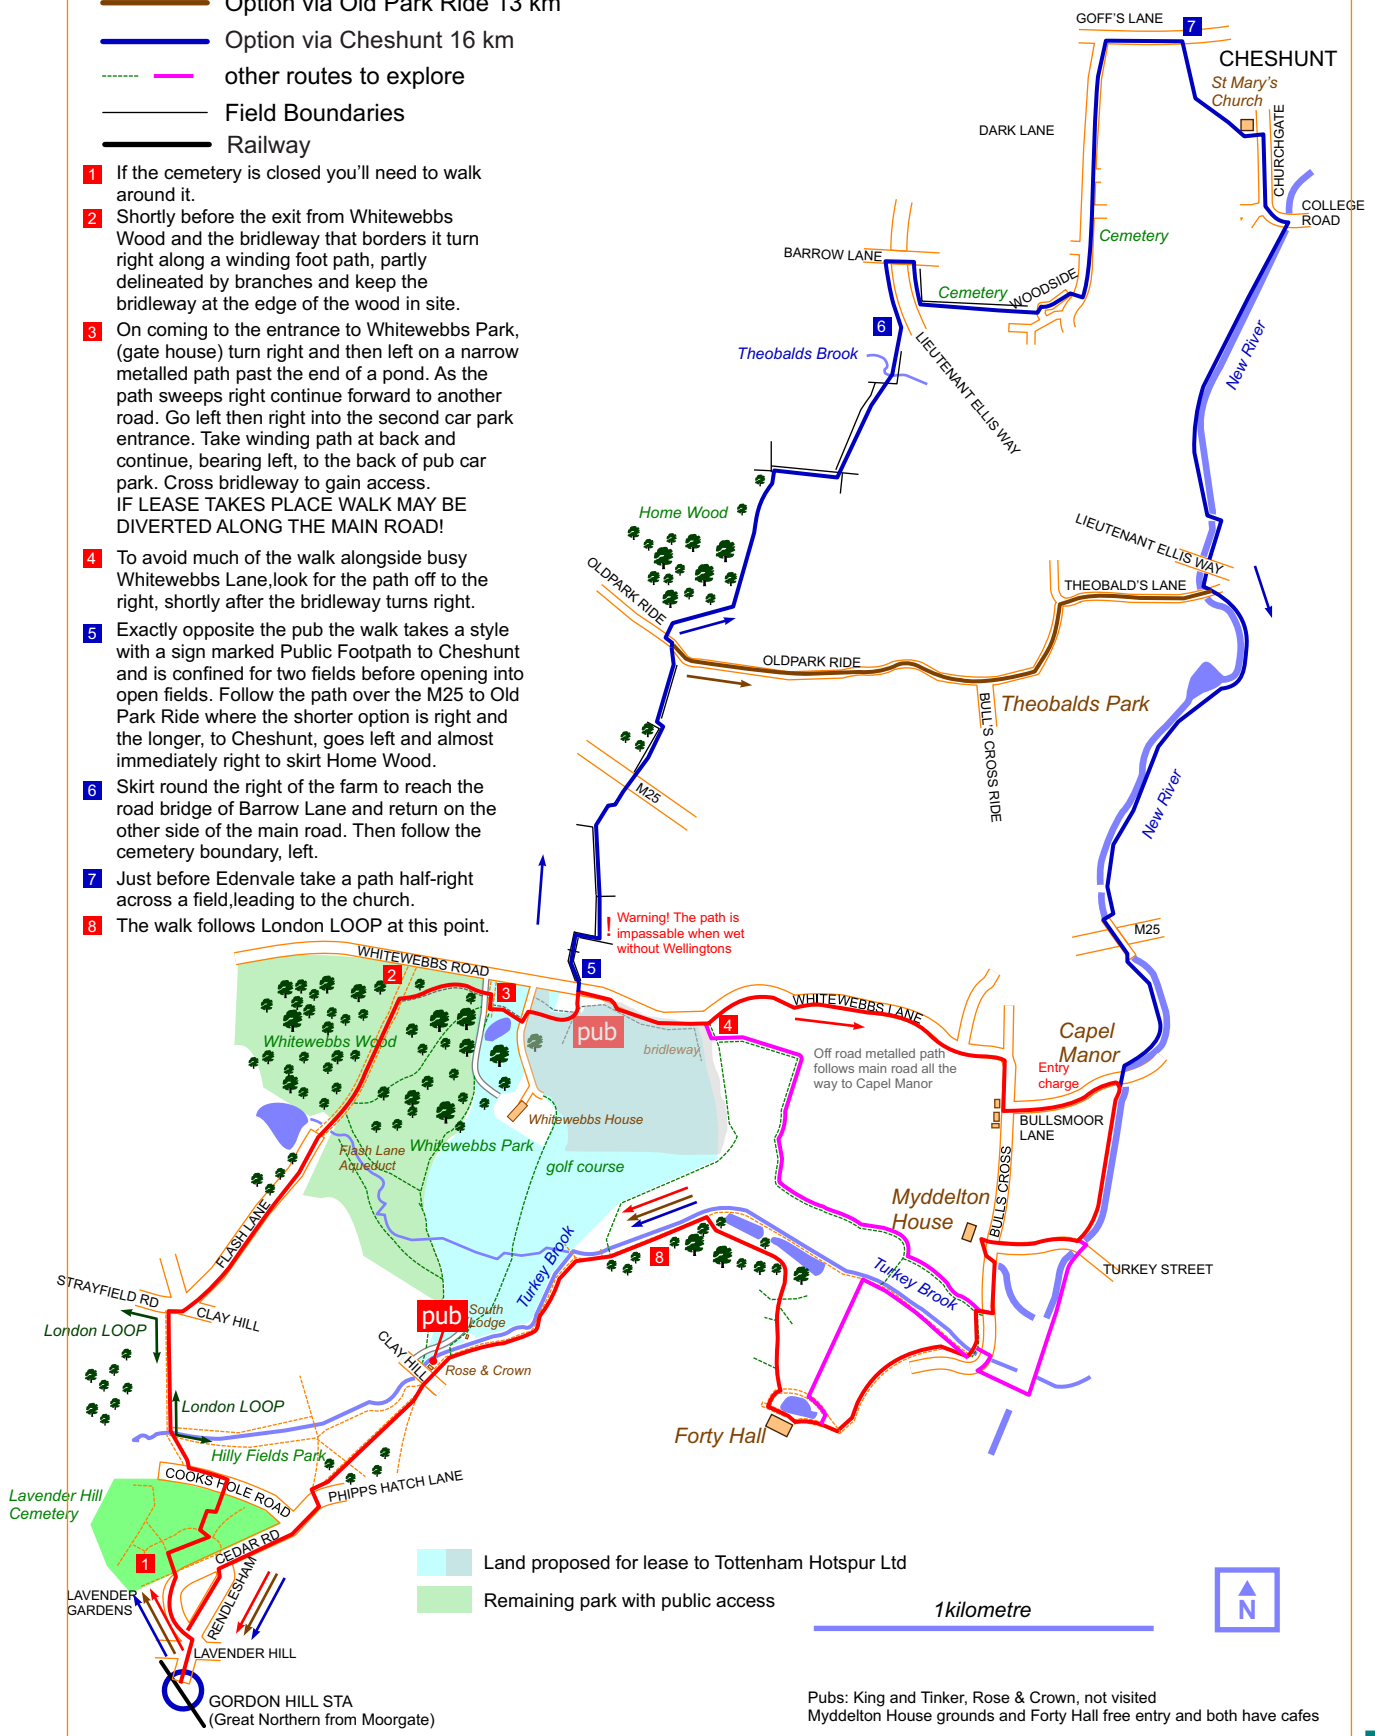 Option via Old Park Ride 13 km
Option via Cheshunt 16 km
other routes to explore
Field Boundaries
Railway
1 If the cemetery is closed you'll need to walk
around it.
2 Shortly before the exit from Whitewebbs
Wood and the bridleway that borders it turn
right along a winding foot path, partly
delineated by branches and keep the
bridleway at the edge of the wood in site.
3 On coming to the entrance to Whitewebbs Park,
(gate house) turn right and then left on a narrow
metalled path past the end of a pond. As the
path sweeps right continue forward to another
road. Go left then right into the second car park
entrance. Take winding path at back and
continue, bearing left, to the back of pub car
park. Cross bridleway to gain access.
IF LEASE TAKES PLACE WALK MAY BE
DIVERTED ALONG THE MAIN ROAD!
4 To avoid much of the walk alongside busy
Whitewebbs Lane,look for the path off to the
right, shortly after the bridleway turns right.
5 Exactly opposite the pub the walk takes a style
with a sign marked Public Footpath to Cheshunt
and is confined for two fields before opening into
open fields. Follow the path over the M25 to Old
Park Ride where the shorter option is right and
the longer, to Cheshunt, goes left and almost
immediately right to skirt Home Wood.
6 Skirt round the right of the farm to reach the
road bridge of Barrow Lane and return on the
other side of the main road. Then follow the
cemetery boundary, left.
7 Just before Edenvale take a path half-right
across a field,leading to the church.
8 The walk follows London LOOP at this point.
GOFF'S LANE
7
CHESHUNT
St Mary's
Church
DARK LANE
CHURCHGATE
COLLEGE
ROAD
Cemetery
BARROW LANE
Cemetery
WOODSIDE
6
Theobalds Brook
LIEUTENANT ELLIS WAY
New River
Home Wood
LIEUTENANT ELLIS WAY
OLDPARK RIDE
THEOBALD'S LANE
OLDPARK RIDE
BULL'S CROSS RIDE
Theobalds Park
M25
New River
! Warning! The path is
impassable when wet
without Wellingtons
M25
WHITEWEBBS ROAD
2
5
3
pub
4
WHITEWEBBS LANE
bridleway
Off road metalled path
follows main road all the
way to Capel Manor
Capel
Manor
Entry
charge
Whitewebbs Wood
Whitewebbs House
BULLSMOOR
LANE
Flash Lane
Aqueduct
Whitewebbs Park
golf course
BULLS CROSS
Myddelton
House
FLASH LANE
8
Turkey Brook
Turkey Brook
TURKEY STREET
STRAYFIELD RD
CLAY HILL
London LOOP
pub
South
Lodge
CLAY HILL
Rose & Crown
London LOOP
Forty Hall
Hilly Fields Park
COOKS HOLE ROAD
PHIPPS HATCH LANE
Lavender Hill
Cemetery
1
CEDAR RD
RENDLESHAM
LAVENDER
GARDENS
LAVENDER HILL
GORDON HILL STA
(Great Northern from Moorgate)
Land proposed for lease to Tottenham Hotspur Ltd
Remaining park with public access
1kilometre
N
Pubs: King and Tinker, Rose & Crown, not visited
Myddelton House grounds and Forty Hall free entry and both have cafes